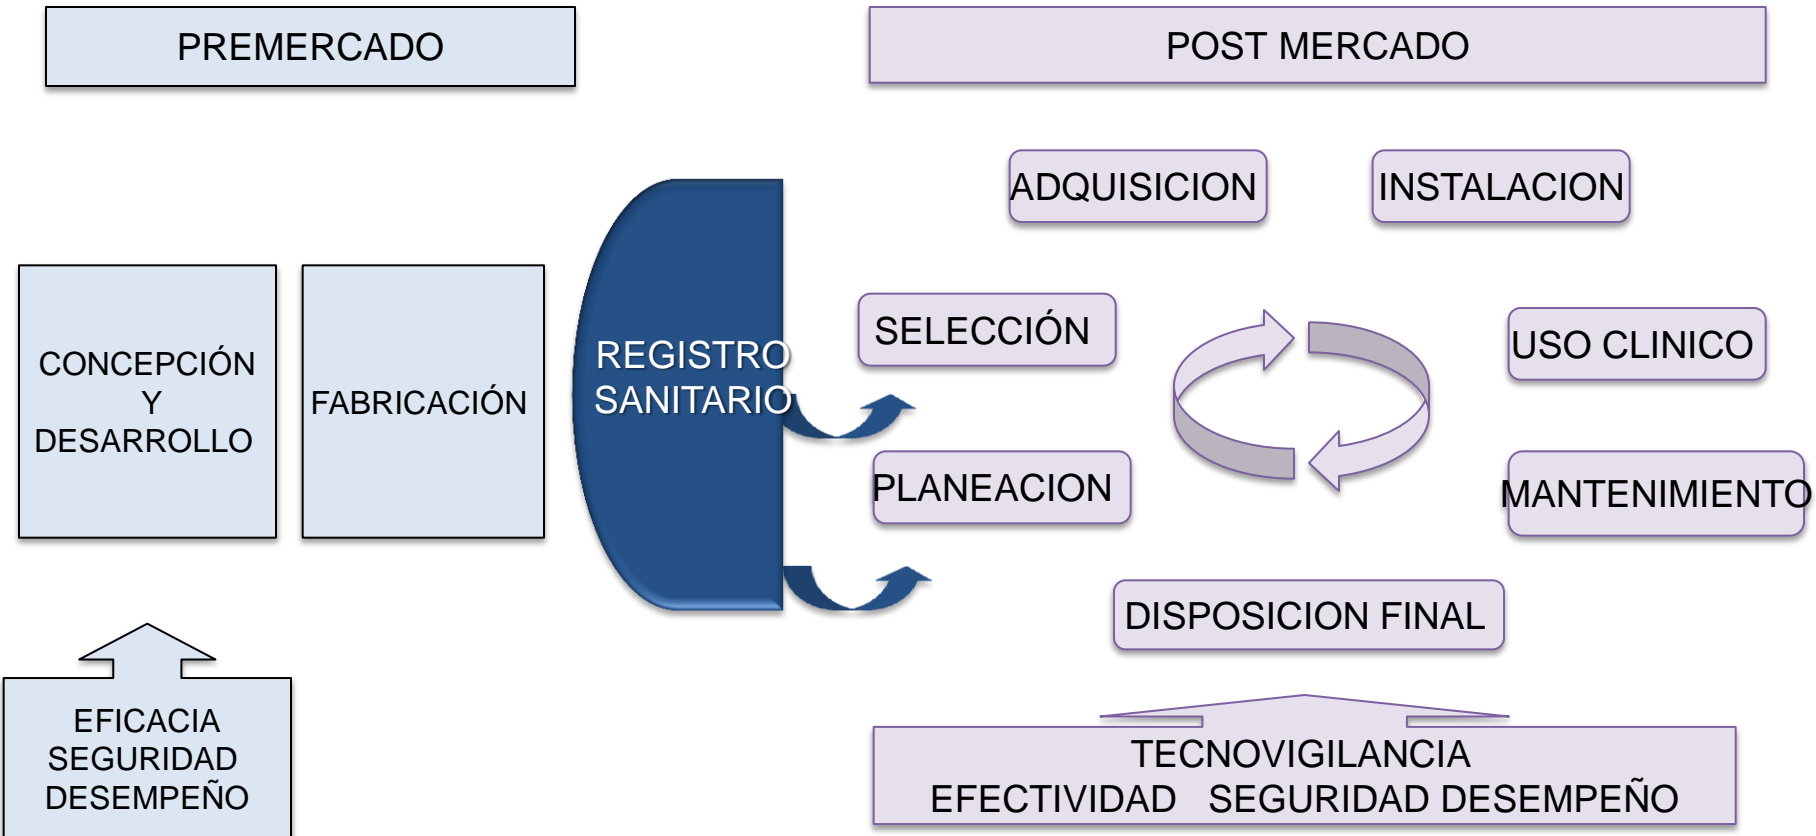 PREMERCADO
POST MERCADO
CONCEPCIÓN
Y
DESARROLLO
FABRICACIÓN
REGISTRO
SANITARIO
ADQUISICION
INSTALACION
SELECCIÓN
USO CLINICO
PLANEACION
MANTENIMIENTO
DISPOSICION FINAL
EFICACIA
SEGURIDAD
DESEMPEÑO
TECNOVIGILANCIA
EFECTIVIDAD SEGURIDAD DESEMPEÑO